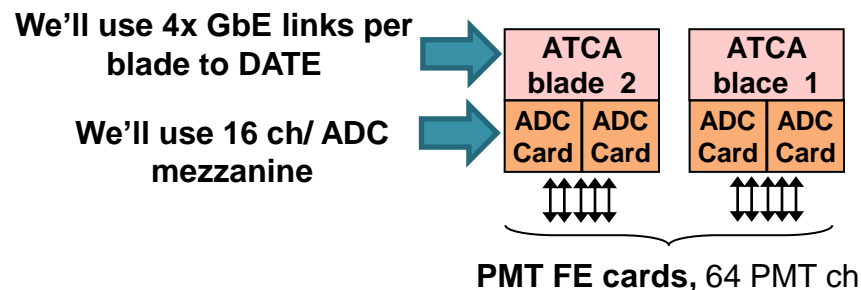 We'll use 4x GbE links per
blade to DATE
ATCA
blade 2
ATCA
blace 1
We'll use 16 ch/ ADC
mezzanine
ADC
Card
ADC
Card
ADC
Card
ADC
Card
PMT FE cards, 64 PMT ch